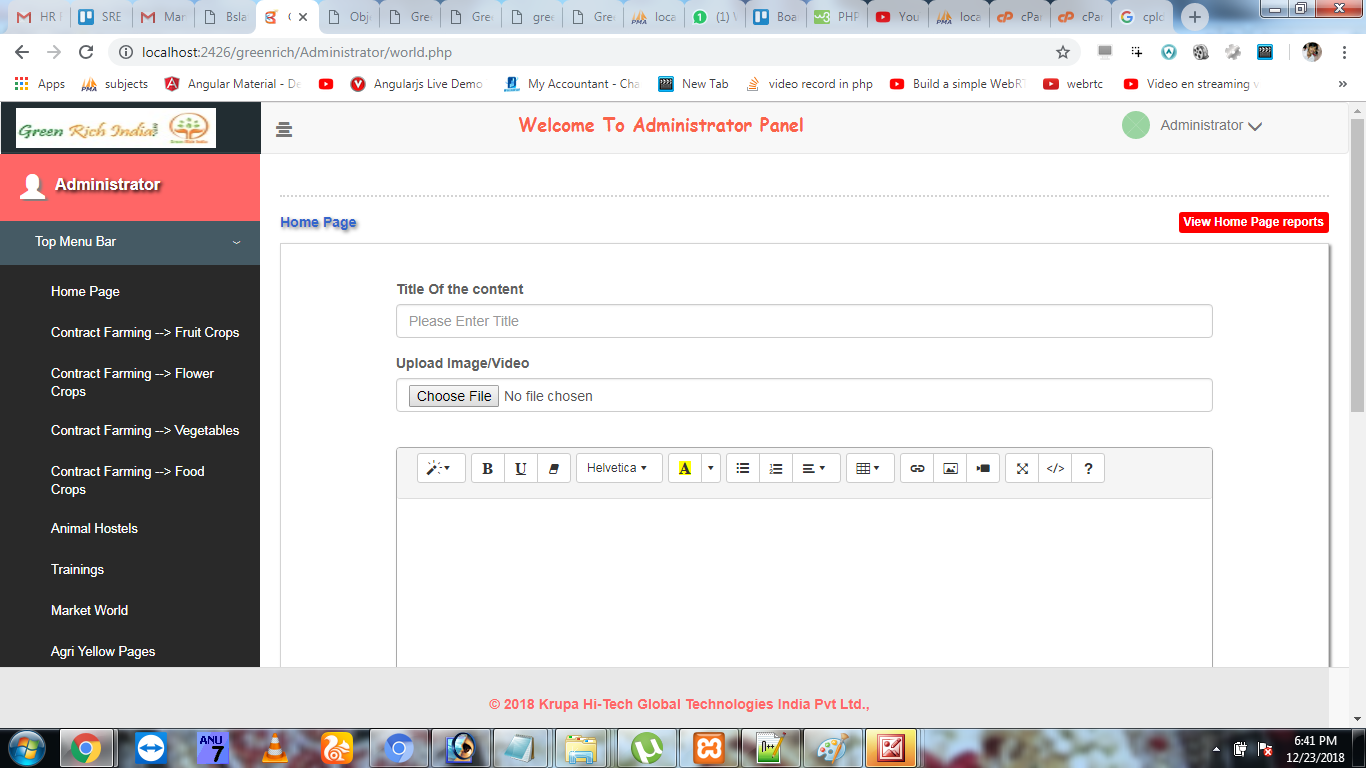 HR
SRE
Mar
Bsla
Obj
Gre
Gre
gree
Gre
loca
(1)
Boa
PHP
You
loca
cPar
cPar
cplc
localhost:2426/greenrich/Administrator/world.php
Apps
subjects
Angular Material - De
Angularjs Live Demo
My Accountant - Cha
New Tab
video record in php
Build a simple WebRT
webrtc
Video en streaming v
»
Green Rich India
Green Rich India
Welcome To Administrator Panel
Administrator
Administrator
Top Menu Bar
Home Page
Contract Farming --> Fruit Crops
Contract Farming --> Flower
Crops
Contract Farming --> Vegetables
Contract Farming --> Food
Crops
Animal Hostels
Trainings
Market World
Agri Yellow Pages
Home Page
View Home Page reports
Title Of the content
Please Enter Title
Upload Image/Video
Choose File No file chosen
B U Helvetica A </> ?
© 2018 Krupa Hi-Tech Global Technologies India Pvt Ltd.,
ANU
7
6:41 PM
12/23/2018